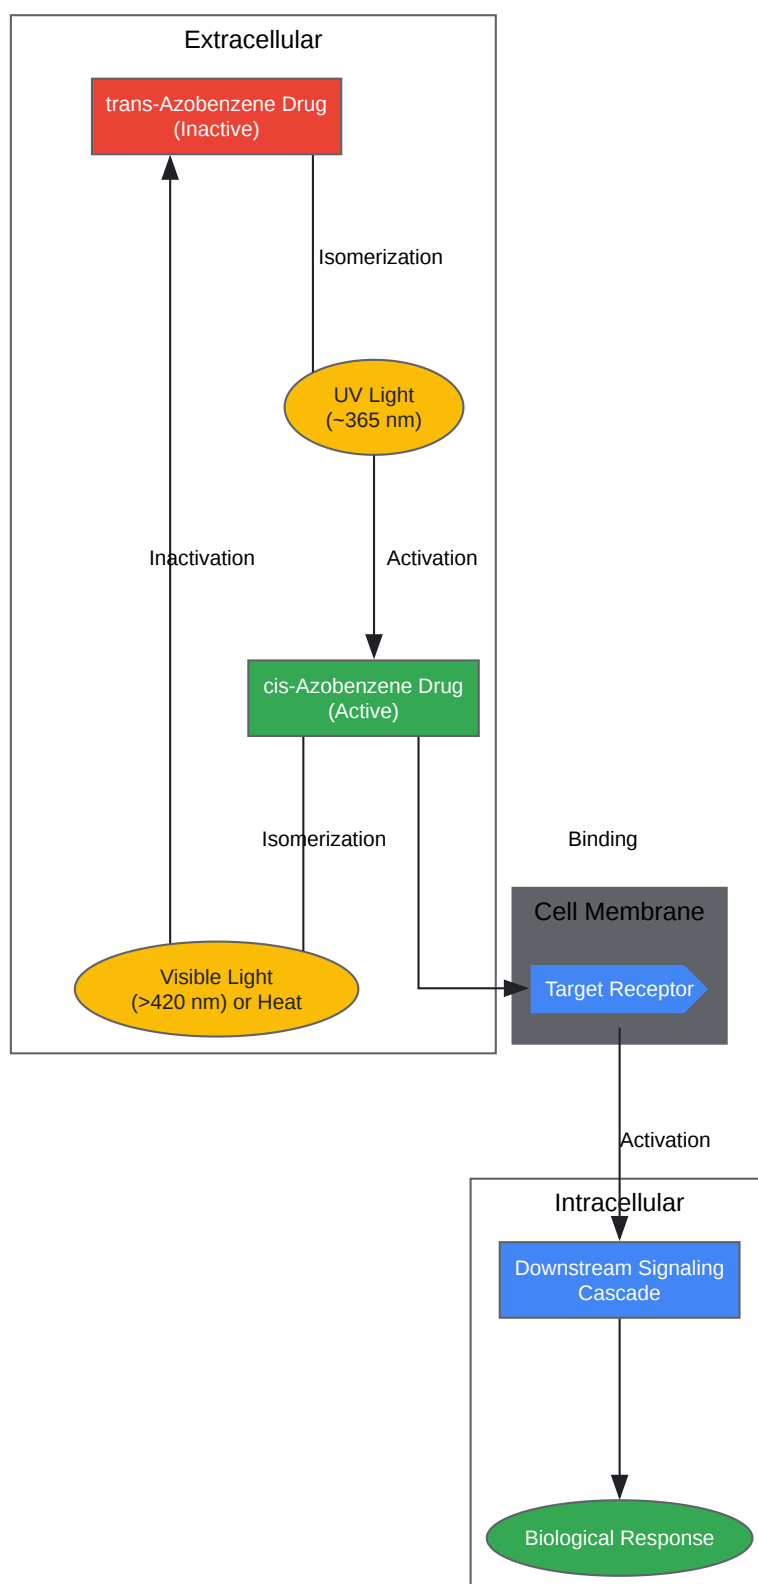 Extracellular
trans-Azobenzene Drug
(Inactive)
Isomerization
UV Light
(~365 nm)
Inactivation
Activation
cis-Azobenzene Drug
(Active)
Isomerization
Binding
Cell Membrane
Visible Light
(>420 nm) or Heat
Target Receptor
Activation
Intracellular
Downstream Signaling
Cascade
Biological Response